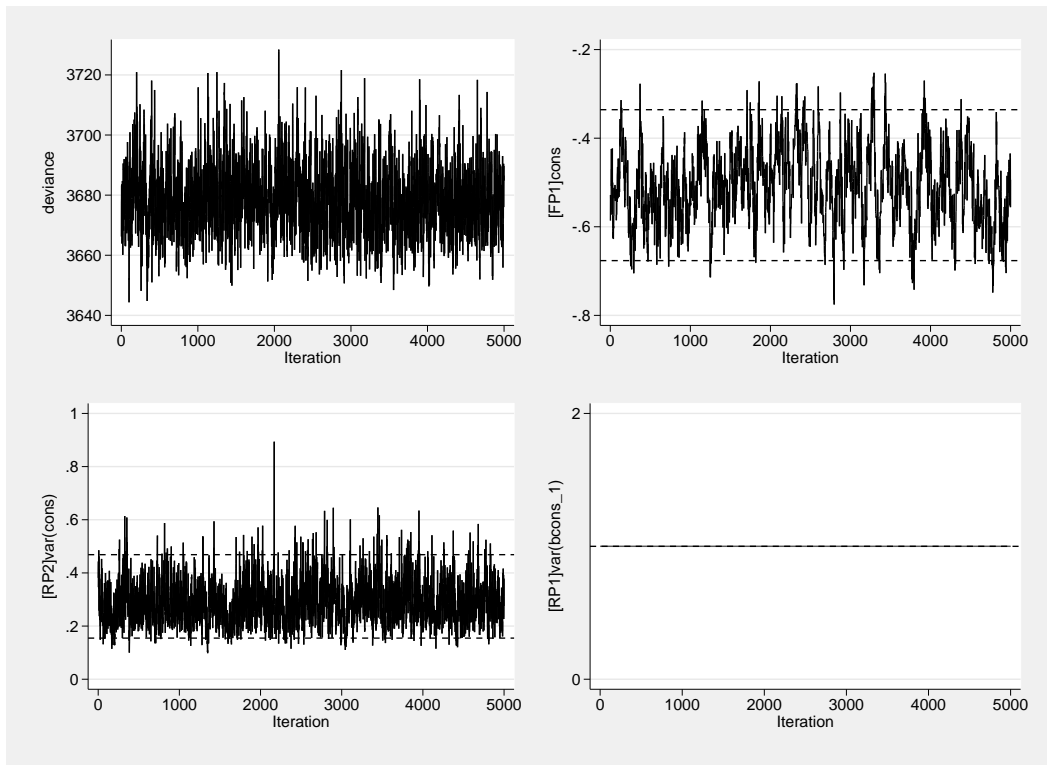 3720
3700
3680
3660
3640
deviance
0 1000 2000 3000 4000 5000
Iteration
-.2
-.4
-.6
-.8
[FP1]cons
0 1000 2000 3000 4000 5000
Iteration
1
.8
.6
.4
.2
0
[RP2]var(cons)
0 1000 2000 3000 4000 5000
Iteration
2
1
0
[RP1]var(bcons_1)
0 1000 2000 3000 4000 5000
Iteration